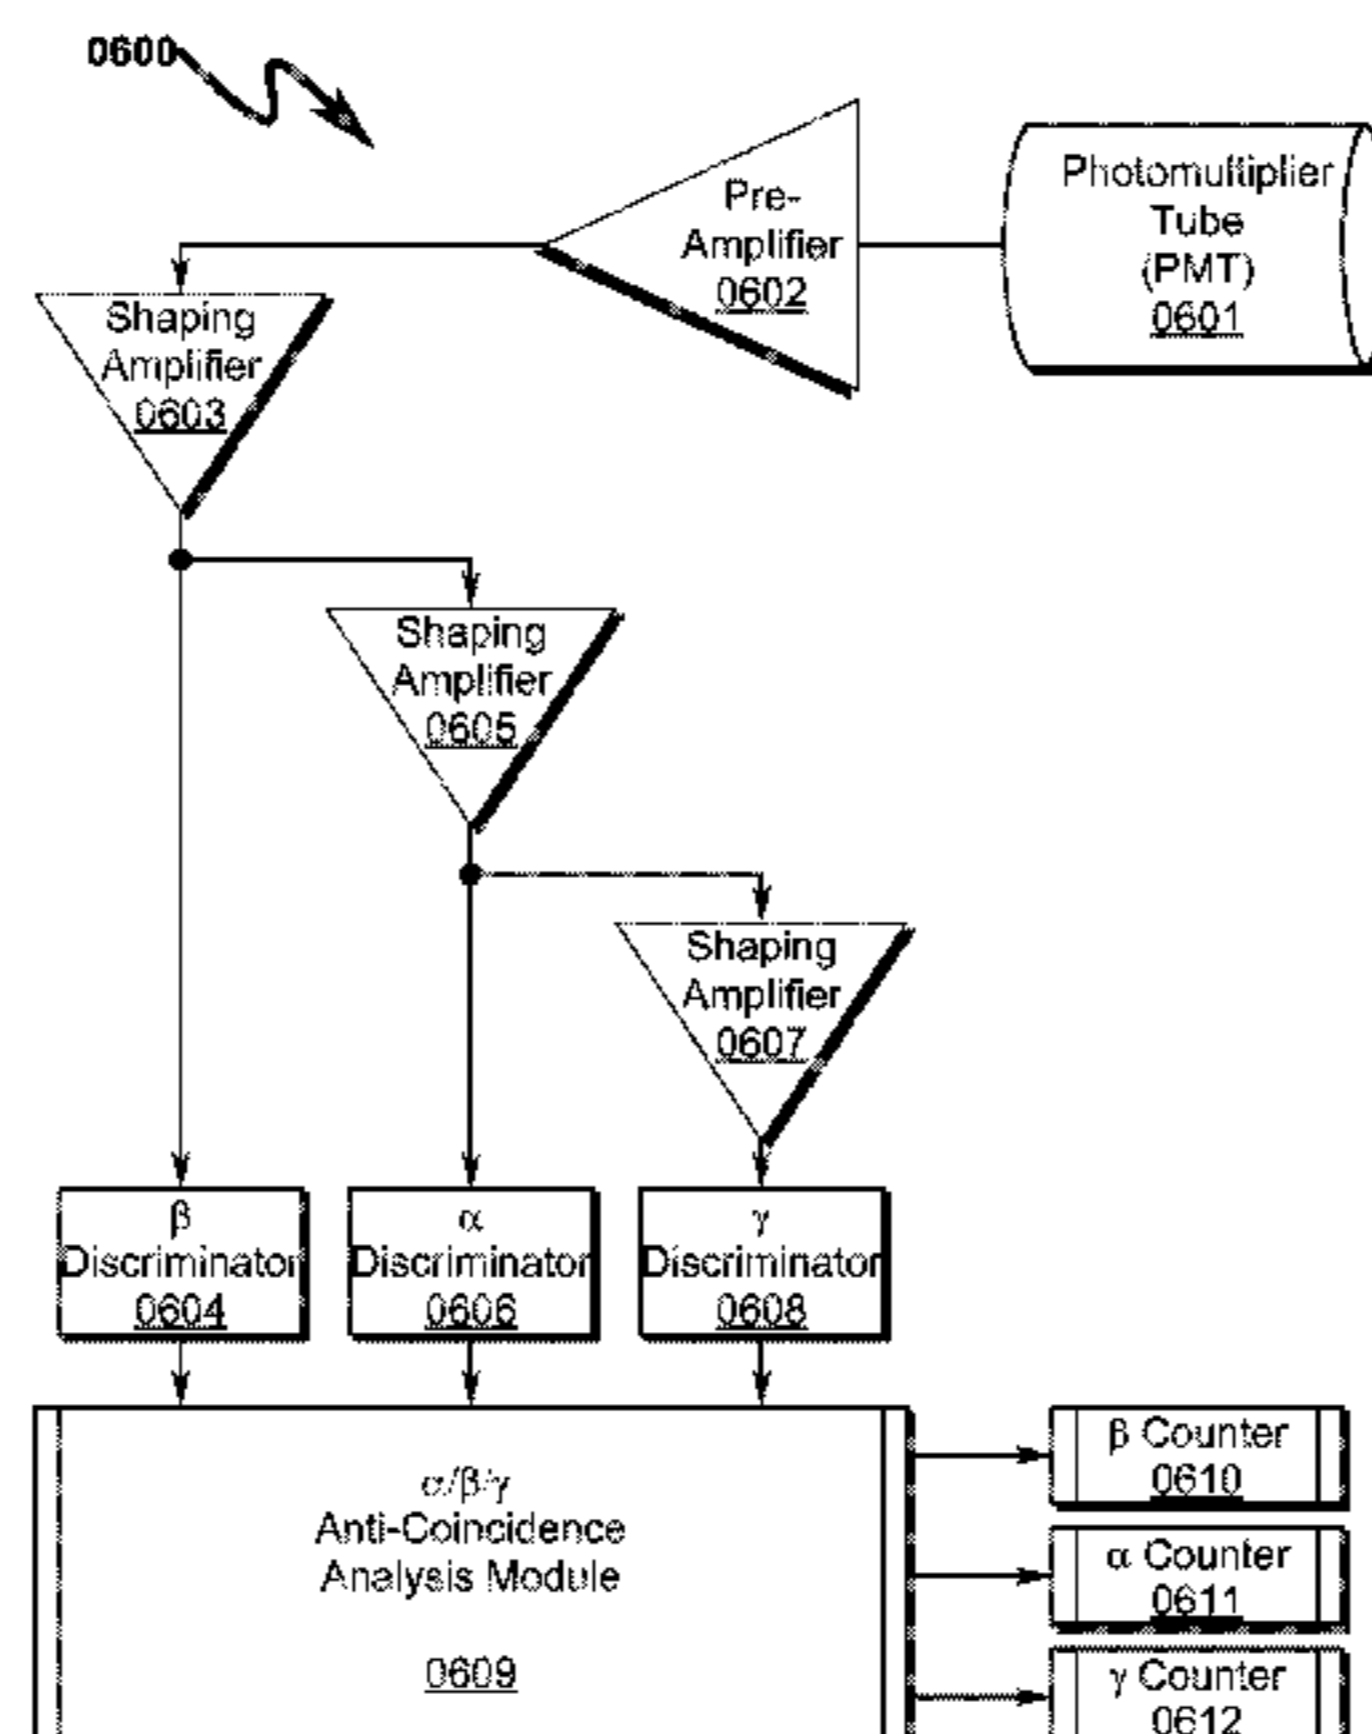 0600
Photomultiplier
Tube
(PMT)
0601
Pre-
Amplifier
0602
Shaping
Amplifier
0603
Shaping
Amplifier
0605
Shaping
Amplifier
0607
β
Discriminator
0604
α
Discriminator
0606
γ
Discriminator
0608
α/β/γ
Anti-Coincidence
Analysis Module
0609
β Counter
0610
α Counter
0611
γ Counter
0612